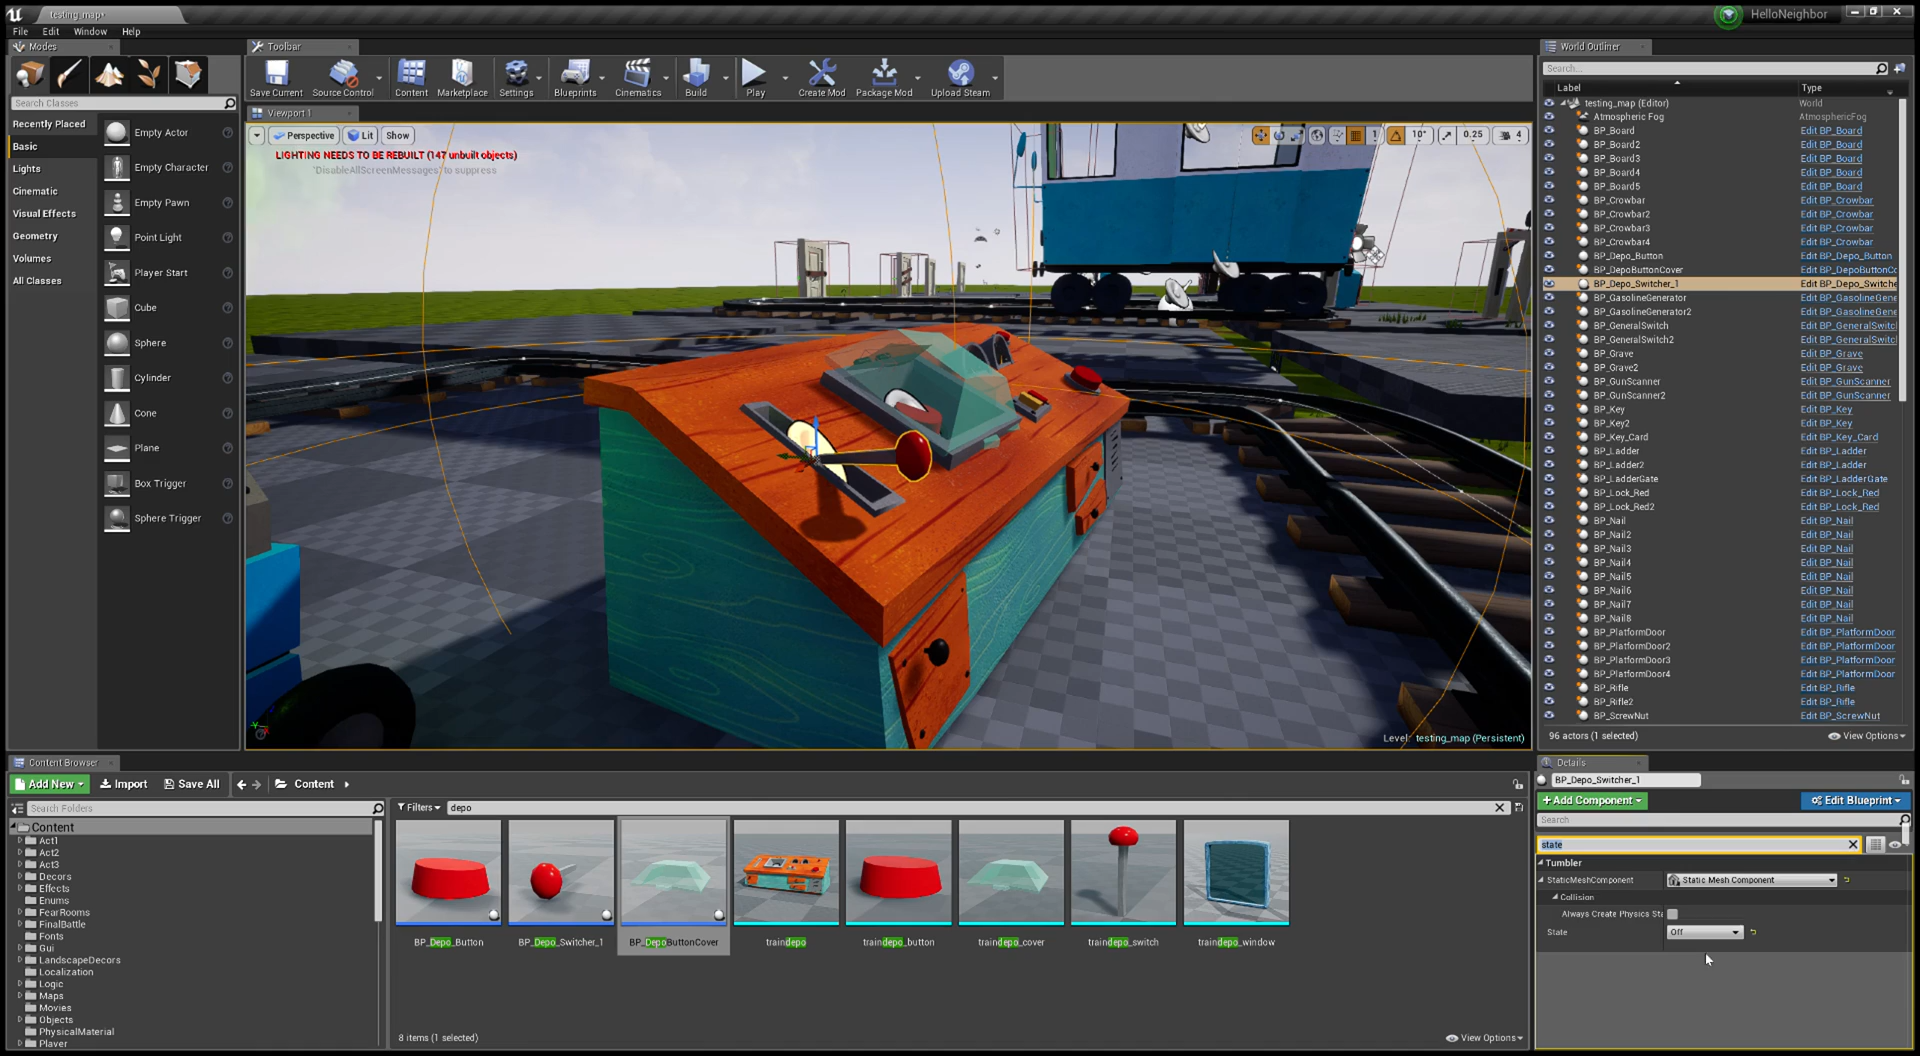 testing_map*
HelloNeighbor
File Edit Window Help
Modes
Toolbar
World Outliner
Save Current
Source Control
Content
Marketplace
Settings
Blueprints
Cinematics
Build
Play
Create Mod
Package Mod
Upload Steam
Search Classes
Recently Placed
Basic
Lights
Cinematic
Visual Effects
Geometry
Volumes
All Classes
Empty Actor
Empty Character
Empty Pawn
Point Light
Player Start
Cube
Sphere
Cylinder
Cone
Plane
Box Trigger
Sphere Trigger
Viewport 1
Perspective Lit Show
1 10° 0.25 4
LIGHTING NEEDS TO BE REBUILT (147 unbuilt objects)
'DisableAllScreenMessages' to suppress
Level: testing_map (Persistent)
Search...
Label Type
testing_map (Editor) World
Atmospheric Fog AtmosphericFog
BP_Board Edit BP_Board
BP_Board2 Edit BP_Board
BP_Board3 Edit BP_Board
BP_Board4 Edit BP_Board
BP_Board5 Edit BP_Board
BP_Crowbar Edit BP_Crowbar
BP_Crowbar2 Edit BP_Crowbar
BP_Crowbar3 Edit BP_Crowbar
BP_Crowbar4 Edit BP_Crowbar
BP_Depo_Button Edit BP_Depo_Button
BP_DepoButtonCover Edit BP_DepoButtonCo
BP_Depo_Switcher_1 Edit BP_Depo_Switche
BP_GasolineGenerator Edit BP_GasolineGene
BP_GasolineGenerator2 Edit BP_GasolineGene
BP_GeneralSwitch Edit BP_GeneralSwitc
BP_GeneralSwitch2 Edit BP_GeneralSwitc
BP_Grave Edit BP_Grave
BP_Grave2 Edit BP_Grave
BP_GunScanner Edit BP_GunScanner
BP_GunScanner2 Edit BP_GunScanner
BP_Key Edit BP_Key
BP_Key2 Edit BP_Key
BP_Key_Card Edit BP_Key_Card
BP_Ladder Edit BP_Ladder
BP_Ladder2 Edit BP_Ladder
BP_LadderGate Edit BP_LadderGate
BP_Lock_Red Edit BP_Lock_Red
BP_Lock_Red2 Edit BP_Lock_Red
BP_Nail Edit BP_Nail
BP_Nail2 Edit BP_Nail
BP_Nail3 Edit BP_Nail
BP_Nail4 Edit BP_Nail
BP_Nail5 Edit BP_Nail
BP_Nail6 Edit BP_Nail
BP_Nail7 Edit BP_Nail
BP_Nail8 Edit BP_Nail
BP_PlatformDoor Edit BP_PlatformDoor
BP_PlatformDoor2 Edit BP_PlatformDoor
BP_PlatformDoor3 Edit BP_PlatformDoor
BP_PlatformDoor4 Edit BP_PlatformDoor
BP_Rifle Edit BP_Rifle
BP_Rifle2 Edit BP_Rifle
BP_ScrewNut Edit BP_ScrewNut
96 actors (1 selected) View Options
Content Browser
Add New Import Save All Content
Search Folders
Content
Act1
Act2
Act3
Decors
Effects
Enums
FearRooms
FinalBattle
Fonts
Gui
LandscapeDecors
Localization
Logic
Maps
Movies
Objects
PhysicalMaterial
Player
Filters depo
BP_Depo_Button
BP_Depo_Switcher_1
BP_DepoButtonCover
traindepo
traindepo_button
traindepo_cover
traindepo_switch
traindepo_window
8 items (1 selected) View Options
Details
BP_Depo_Switcher_1
Add Component Edit Blueprint
Search
state
Tumbler
StaticMeshComponent Static Mesh Component
Collision
Always Create Physics Sta
State Off